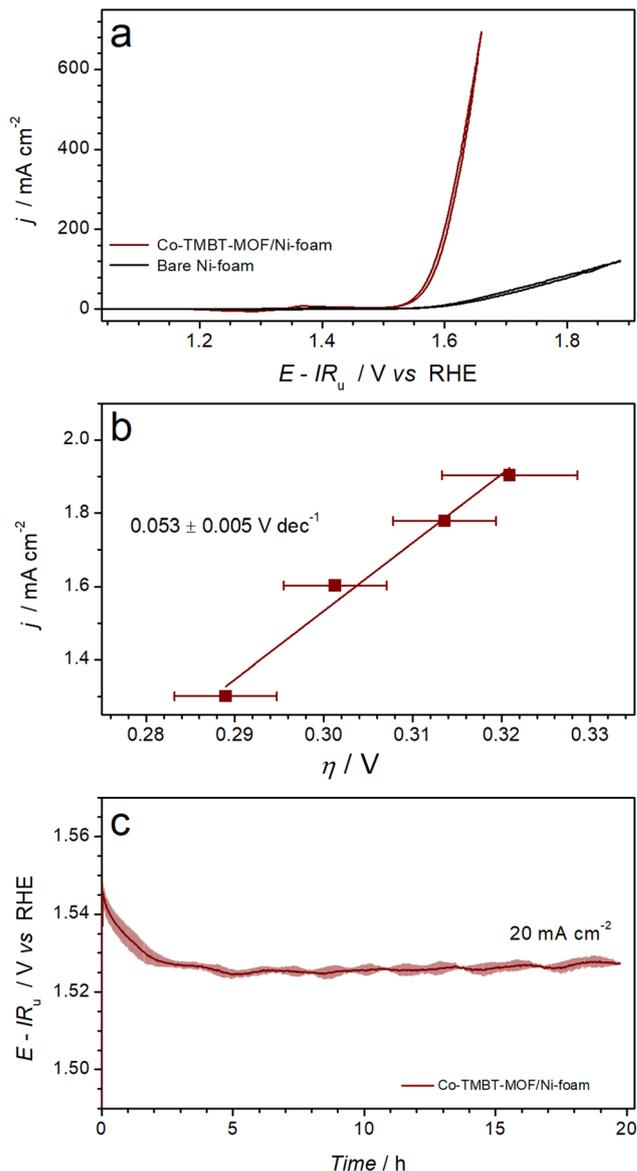 a
600
400
200
0
j / mA cm⁻²
Co-TMBT-MOF/Ni-foam
Bare Ni-foam
1.2 1.4 1.6 1.8
E - IRᵤ / V vs RHE
b
2.0
1.8
1.6
1.4
j / mA cm⁻²
0.053 ± 0.005 V dec⁻¹
0.28 0.29 0.30 0.31 0.32 0.33
η / V
c
1.56
1.54
1.52
1.50
E - IRᵤ / V vs RHE
20 mA cm⁻²
Co-TMBT-MOF/Ni-foam
0 5 10 15 20
Time / h